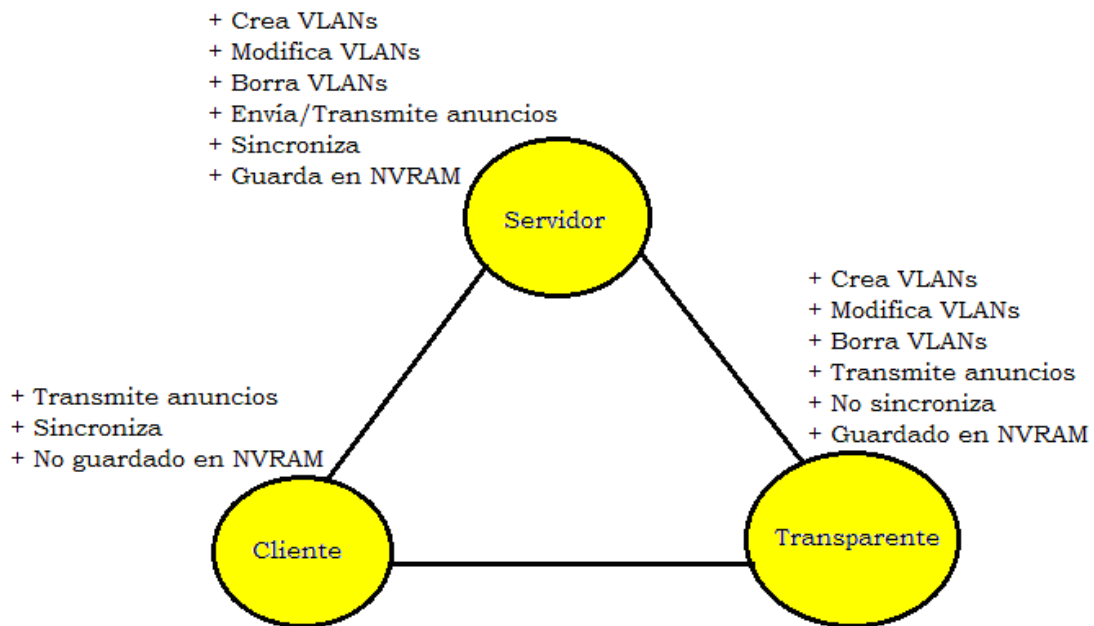 + Crea VLANs
+ Modifica VLANs
+ Borra VLANs
+ Envía/Transmite anuncios
+ Sincroniza
+ Guarda en NVRAM
Servidor
+ Crea VLANs
+ Modifica VLANs
+ Borra VLANs
+ Transmite anuncios
+ No sincroniza
+ Guardado en NVRAM
+ Transmite anuncios
+ Sincroniza
+ No guardado en NVRAM
Cliente
Transparente